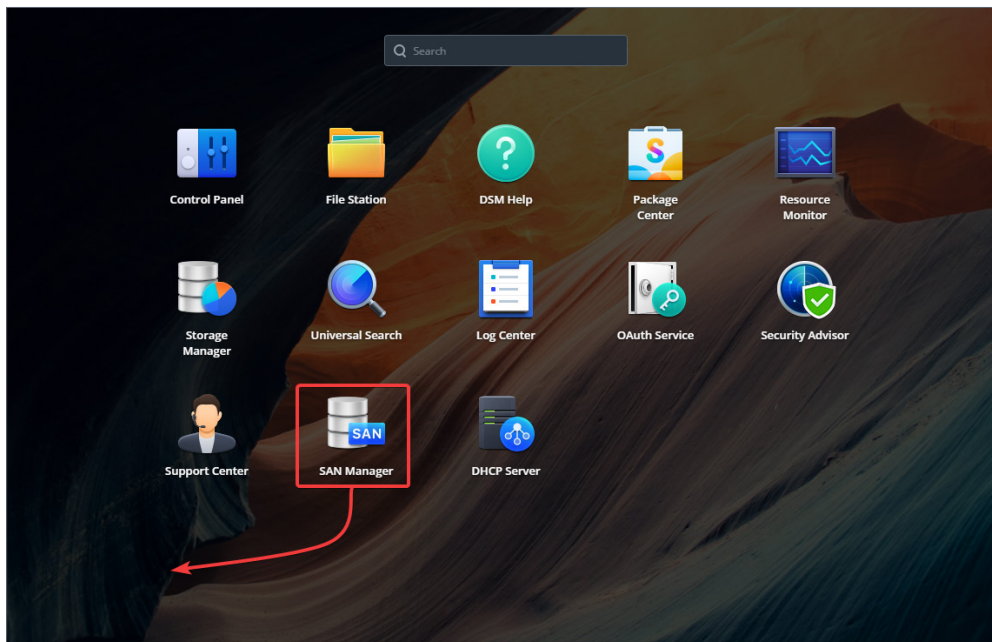 Search
Control Panel
File Station
DSM Help
Package
Center
Resource
Monitor
Storage
Manager
Universal Search
Log Center
OAuth Service
Security Advisor
Support Center
SAN
SAN Manager
DHCP Server